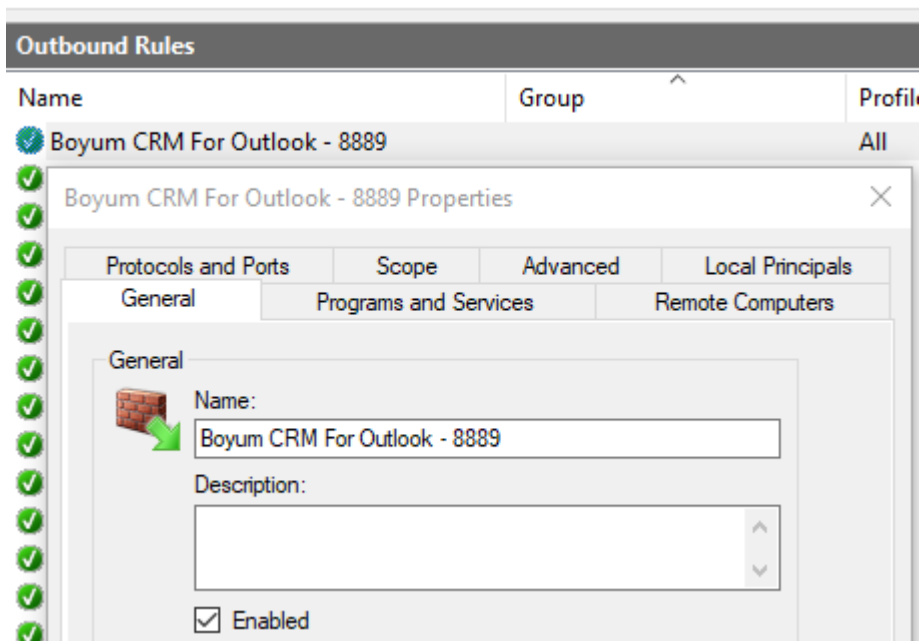 Outbound Rules
Name Group Profile
Boyum CRM For Outlook - 8889 All
Boyum CRM For Outlook - 8889 Properties
Protocols and Ports Scope Advanced Local Principals
General Programs and Services Remote Computers
General
Name:
Boyum CRM For Outlook - 8889
Description:
Enabled